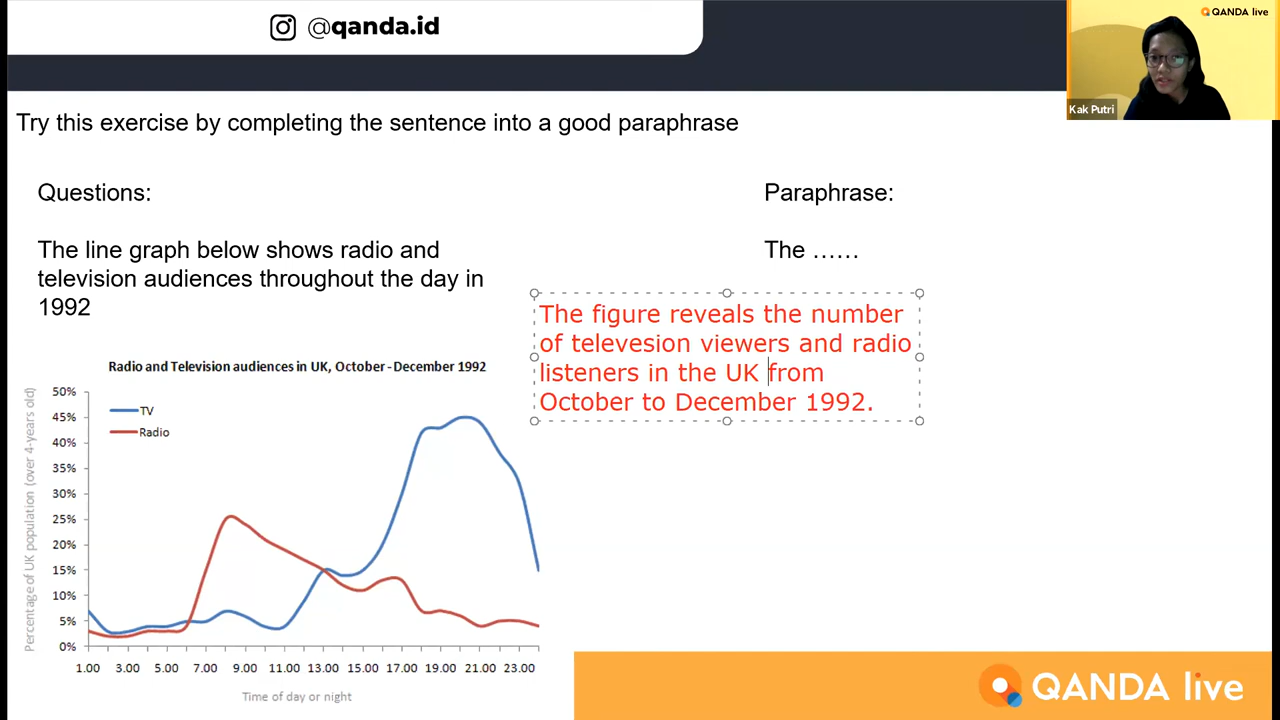 @qanda.id
QANDA live
Kak Putri
Try this exercise by completing the sentence into a good paraphrase
Questions:
The line graph below shows radio and
television audiences throughout the day in
1992
Paraphrase:
The ......
The figure reveals the number
of televesion viewers and radio
listeners in the UK from
October to December 1992.
Radio and Television audiences in UK, October - December 1992
Percentage of UK population (over 4-years old)
50%
45%
40%
35%
30%
25%
20%
15%
10%
5%
0%
TV
Radio
1.00 3.00 5.00 7.00 9.00 11.00 13.00 15.00 17.00 19.00 21.00 23.00
Time of day or night
QANDA live